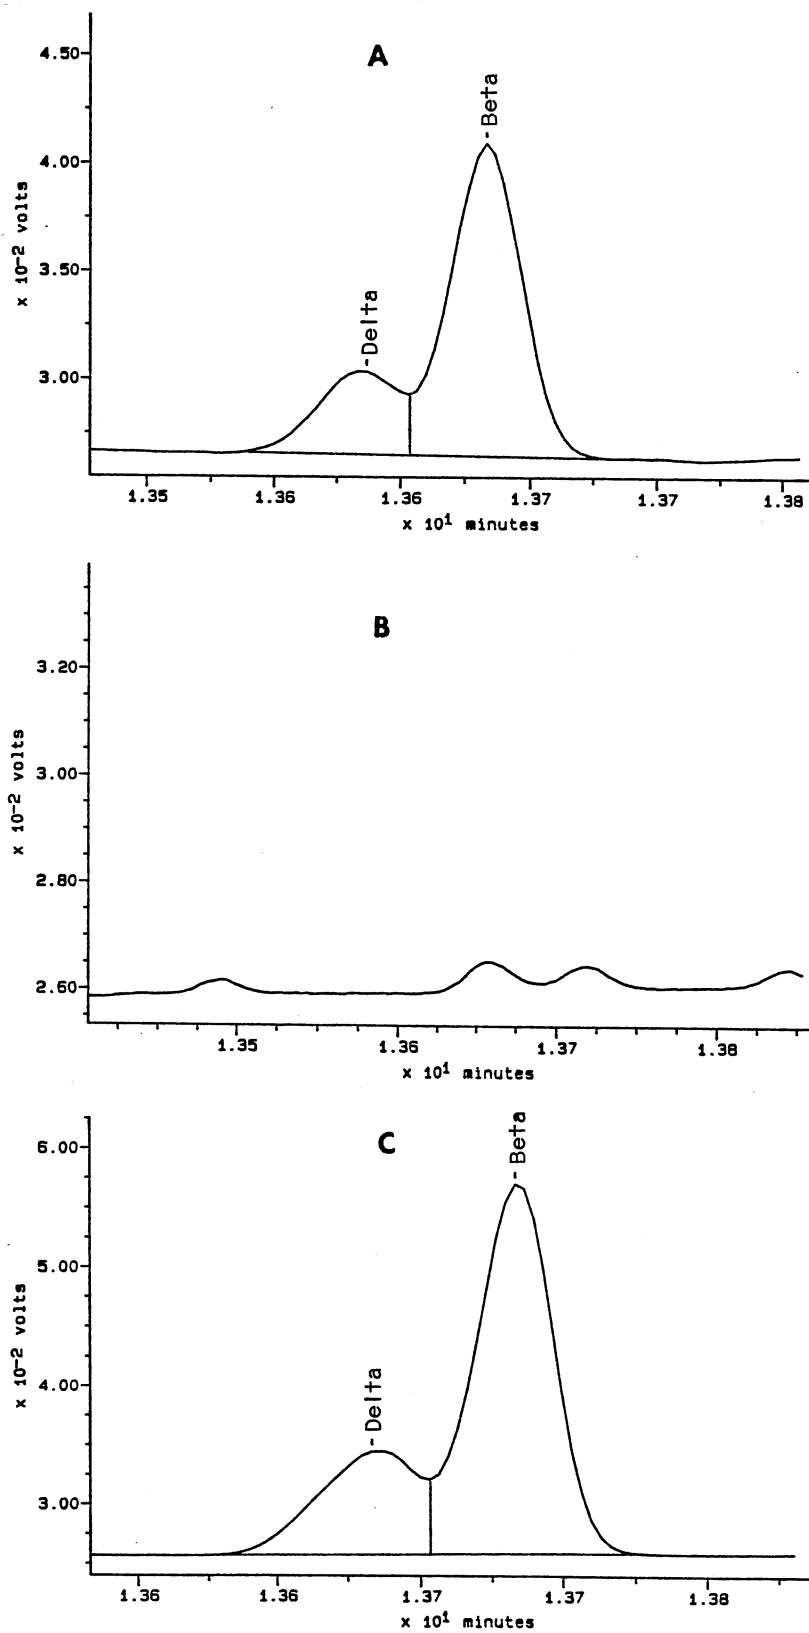 A
4.50
-Beta
4.00
x 10-2 volts
3.50
-Delta
3.00
1.35 1.36 1.36 1.37 1.37 1.38
x 10¹ minutes
B
3.20
x 10-2 volts
3.00
2.80
2.60
1.35 1.36 1.37 1.38
x 10¹ minutes
C
-Beta
6.00
5.00
x 10-2 volts
-Delta
4.00
3.00
1.36 1.36 1.37 1.37 1.38
x 10¹ minutes